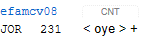 efamcv08 CNT
JOR 231 < oye > +